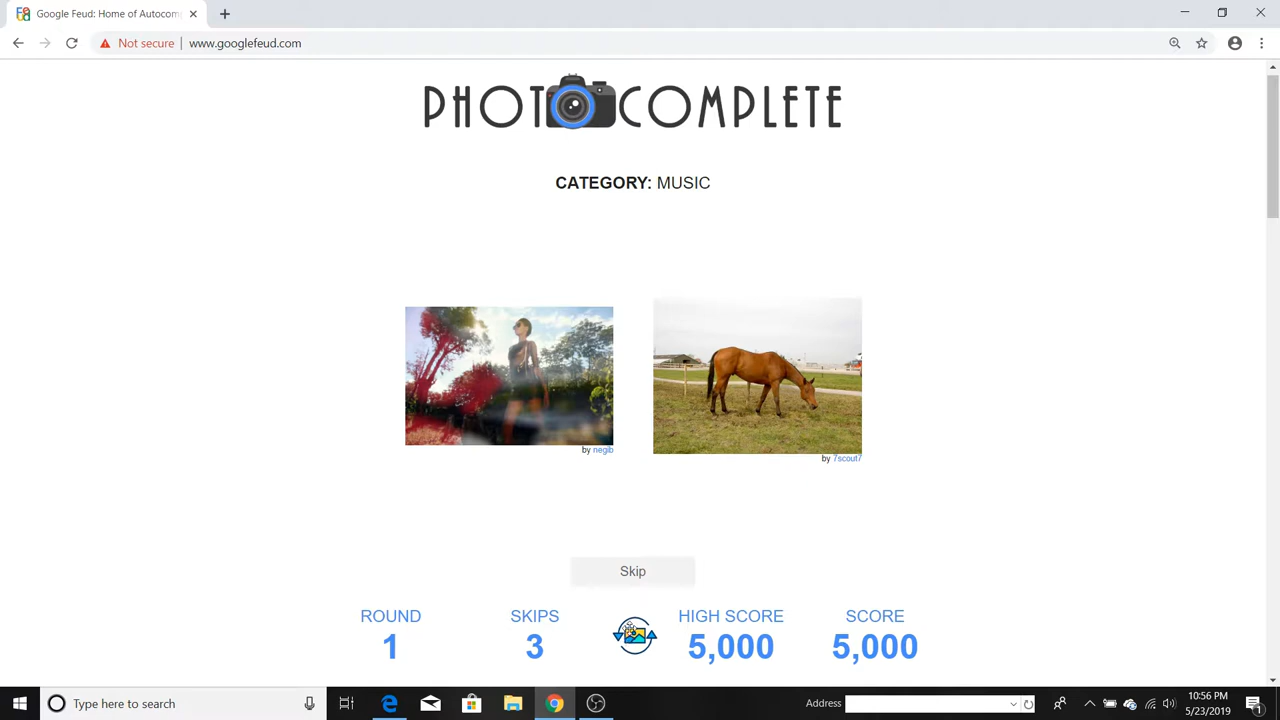 Google Feud: Home of Autocom
Not secure
www.googlefeud.com
PHOTOCOMPLETE
CATEGORY: MUSIC
by negib
by 7scout7
Skip
ROUND
SKIPS
HIGH SCORE
SCORE
1
3
5,000
5,000
Type here to search
Address
10:56 PM
5/23/2019
1